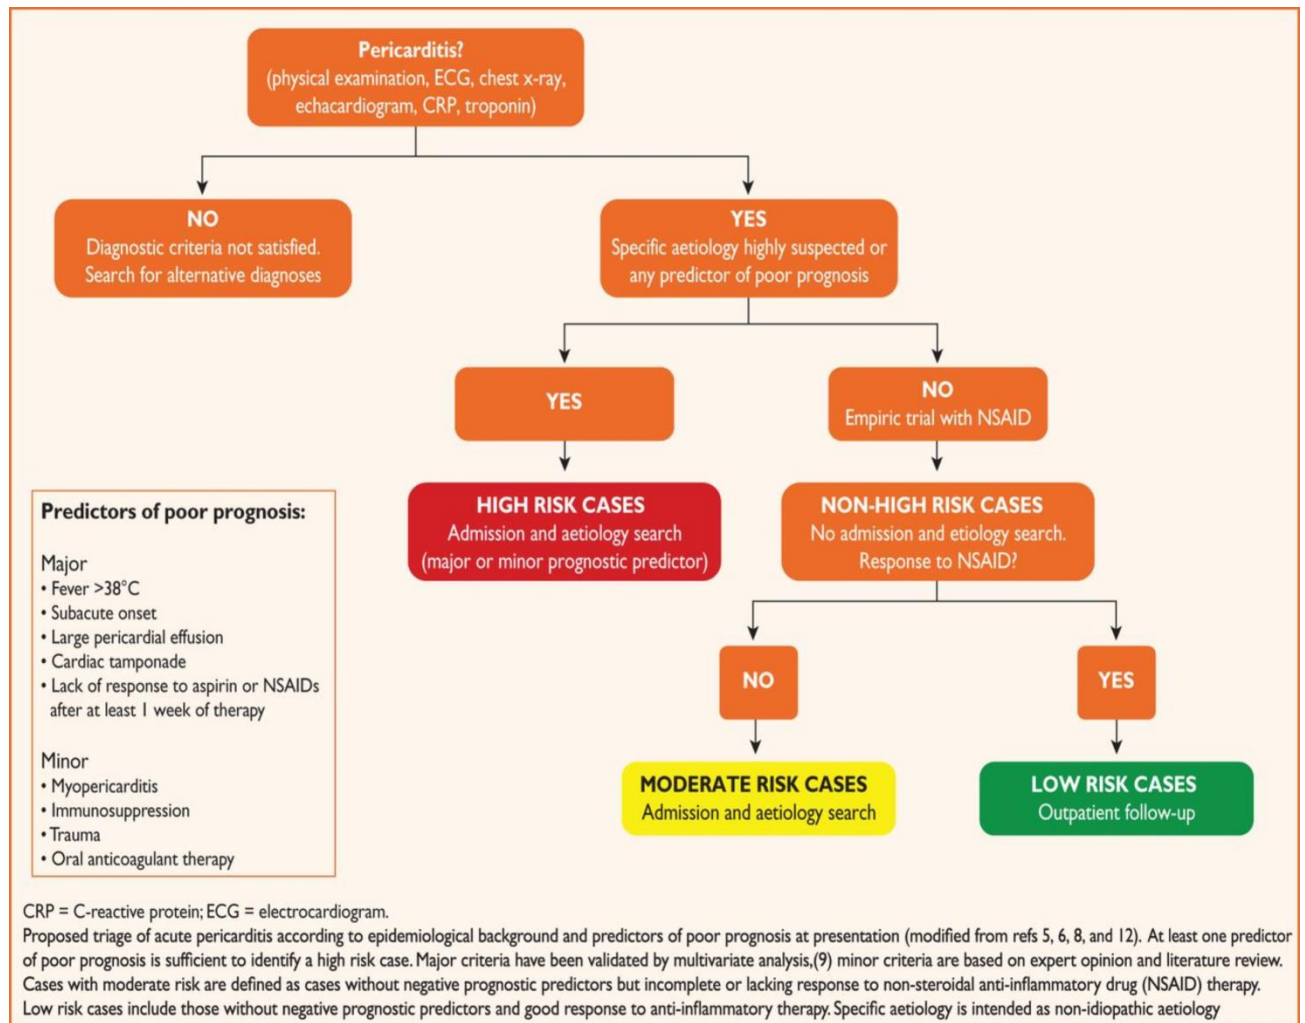 Pericarditis?
(physical examination, ECG, chest x-ray,
echacardiogram, CRP, troponin)
NO
Diagnostic criteria not satisfied.
Search for alternative diagnoses
YES
Specific aetiology highly suspected or
any predictor of poor prognosis
YES
NO
Empiric trial with NSAID
HIGH RISK CASES
Admission and aetiology search
(major or minor prognostic predictor)
NON-HIGH RISK CASES
No admission and etiology search.
Response to NSAID?
NO
YES
MODERATE RISK CASES
Admission and aetiology search
LOW RISK CASES
Outpatient follow-up
Predictors of poor prognosis:
Major
• Fever >38°C
• Subacute onset
• Large pericardial effusion
• Cardiac tamponade
• Lack of response to aspirin or NSAIDs
after at least 1 week of therapy
Minor
• Myopericarditis
• Immunosuppression
• Trauma
• Oral anticoagulant therapy
CRP = C-reactive protein; ECG = electrocardiogram.
Proposed triage of acute pericarditis according to epidemiological background and predictors of poor prognosis at presentation (modified from refs 5, 6, 8, and 12). At least one predictor
of poor prognosis is sufficient to identify a high risk case. Major criteria have been validated by multivariate analysis,(9) minor criteria are based on expert opinion and literature review.
Cases with moderate risk are defined as cases without negative prognostic predictors but incomplete or lacking response to non-steroidal anti-inflammatory drug (NSAID) therapy.
Low risk cases include those without negative prognostic predictors and good response to anti-inflammatory therapy. Specific aetiology is intended as non-idiopathic aetiology